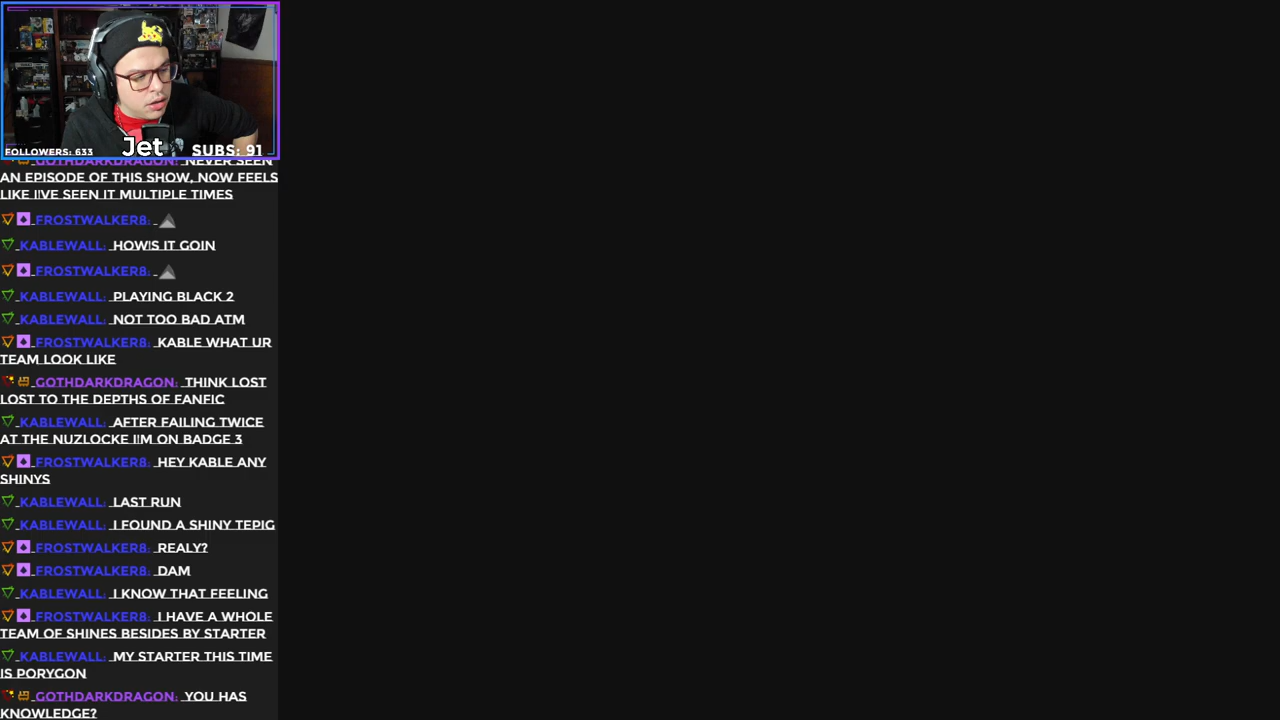 FOLLOWERS: 633
Jet
SUBS: 91
GOTHDARKDRAGON: NEVER SEEN
AN EPISODE OF THIS SHOW, NOW FEELS
LIKE I'VE SEEN IT MULTIPLE TIMES
FROSTWALKER8:
KABLEWALL: HOW'S IT GOIN
FROSTWALKER8:
KABLEWALL: PLAYING BLACK 2
KABLEWALL: NOT TOO BAD ATM
FROSTWALKER8: KABLE WHAT UR
TEAM LOOK LIKE
GOTHDARKDRAGON: THINK LOST
LOST TO THE DEPTHS OF FANFIC
KABLEWALL: AFTER FAILING TWICE
AT THE NUZLOCKE I'M ON BADGE 3
FROSTWALKER8: HEY KABLE ANY
SHINYS
KABLEWALL: LAST RUN
KABLEWALL: I FOUND A SHINY TEPIG
FROSTWALKER8: REALY?
FROSTWALKER8: DAM
KABLEWALL: I KNOW THAT FEELING
FROSTWALKER8: I HAVE A WHOLE
TEAM OF SHINES BESIDES BY STARTER
KABLEWALL: MY STARTER THIS TIME
IS PORYGON
GOTHDARKDRAGON: YOU HAS
KNOWLEDGE?